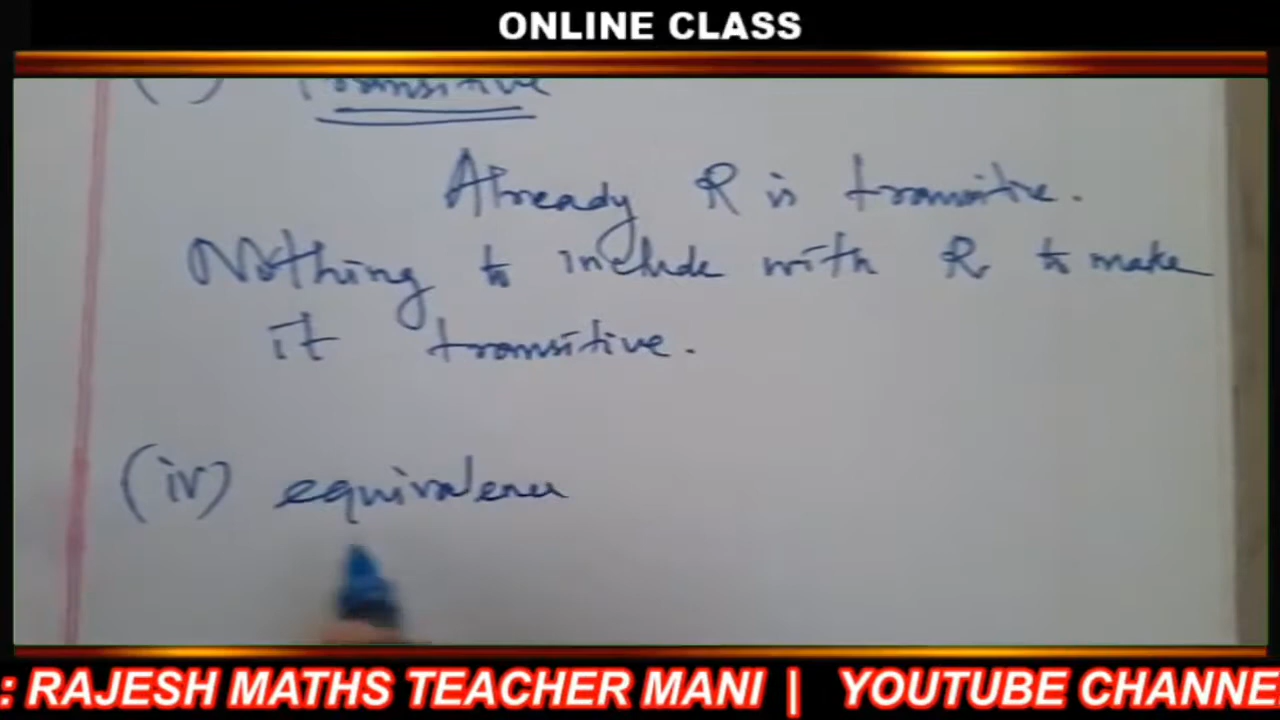 ONLINE CLASS
Transitive
Already R is transitive.
Nothing to include with R to make
it transitive.
(iv) equivalence
: RAJESH MATHS TEACHER MANI | YOUTUBE CHANNE